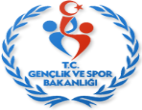 T.C.
GENÇLİK VE SPOR
BAKANLIĞI